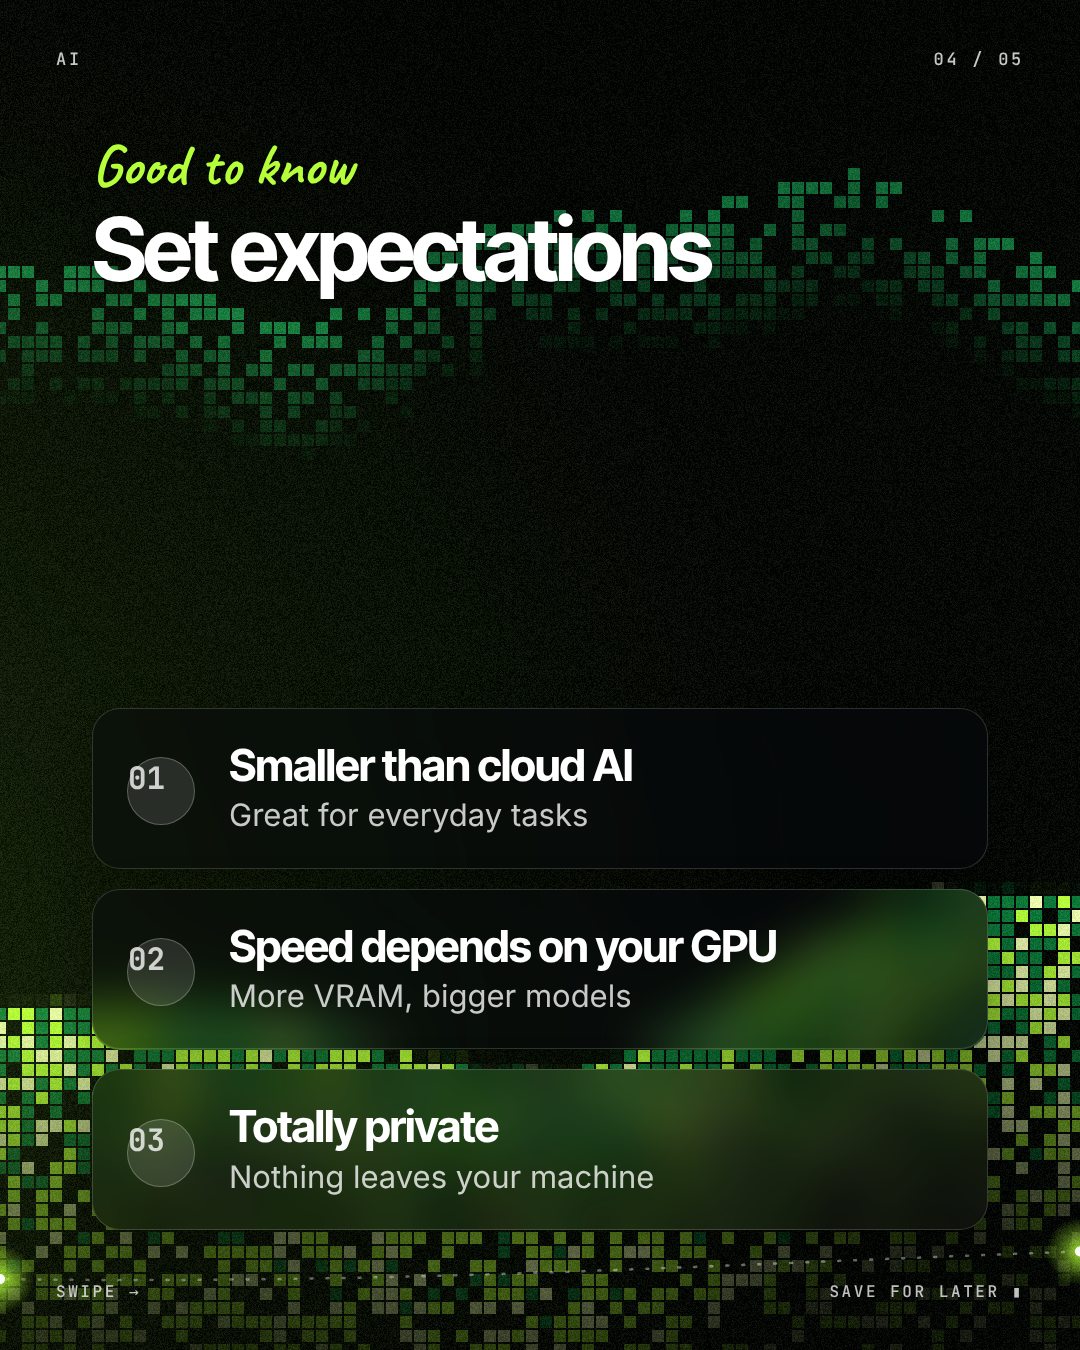 AI
04 / 05
Good to know
Set expectations
01
Smaller than cloud AI
Great for everyday tasks
02
Speed depends on your GPU
More VRAM, bigger models
03
Totally private
Nothing leaves your machine
SWIPE →
SAVE FOR LATER ▮